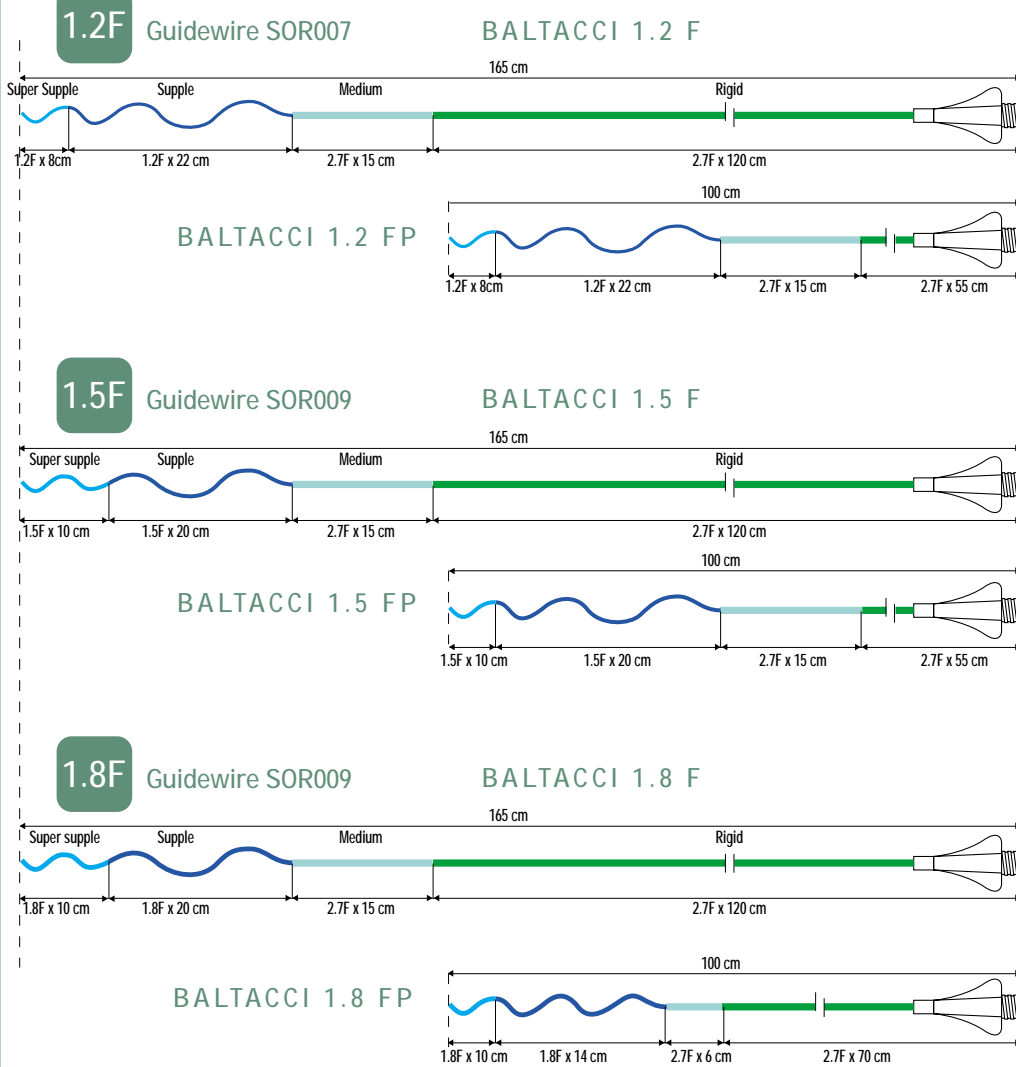 1.2F Guidewire SOR007 BALTACCI 1.2 F
165 cm
Super Supple Supple Medium Rigid
1.2F x 8cm 1.2F x 22 cm 2.7F x 15 cm 2.7F x 120 cm
100 cm
BALTACCI 1.2 FP
1.2F x 8cm 1.2F x 22 cm 2.7F x 15 cm 2.7F x 55 cm
1.5F Guidewire SOR009 BALTACCI 1.5 F
165 cm
Super supple Supple Medium Rigid
1.5F x 10 cm 1.5F x 20 cm 2.7F x 15 cm 2.7F x 120 cm
100 cm
BALTACCI 1.5 FP
1.5F x 10 cm 1.5F x 20 cm 2.7F x 15 cm 2.7F x 55 cm
1.8F Guidewire SOR009 BALTACCI 1.8 F
165 cm
Super supple Supple Medium Rigid
1.8F x 10 cm 1.8F x 20 cm 2.7F x 15 cm 2.7F x 120 cm
100 cm
BALTACCI 1.8 FP
1.8F x 10 cm 1.8F x 14 cm 2.7F x 6 cm 2.7F x 70 cm